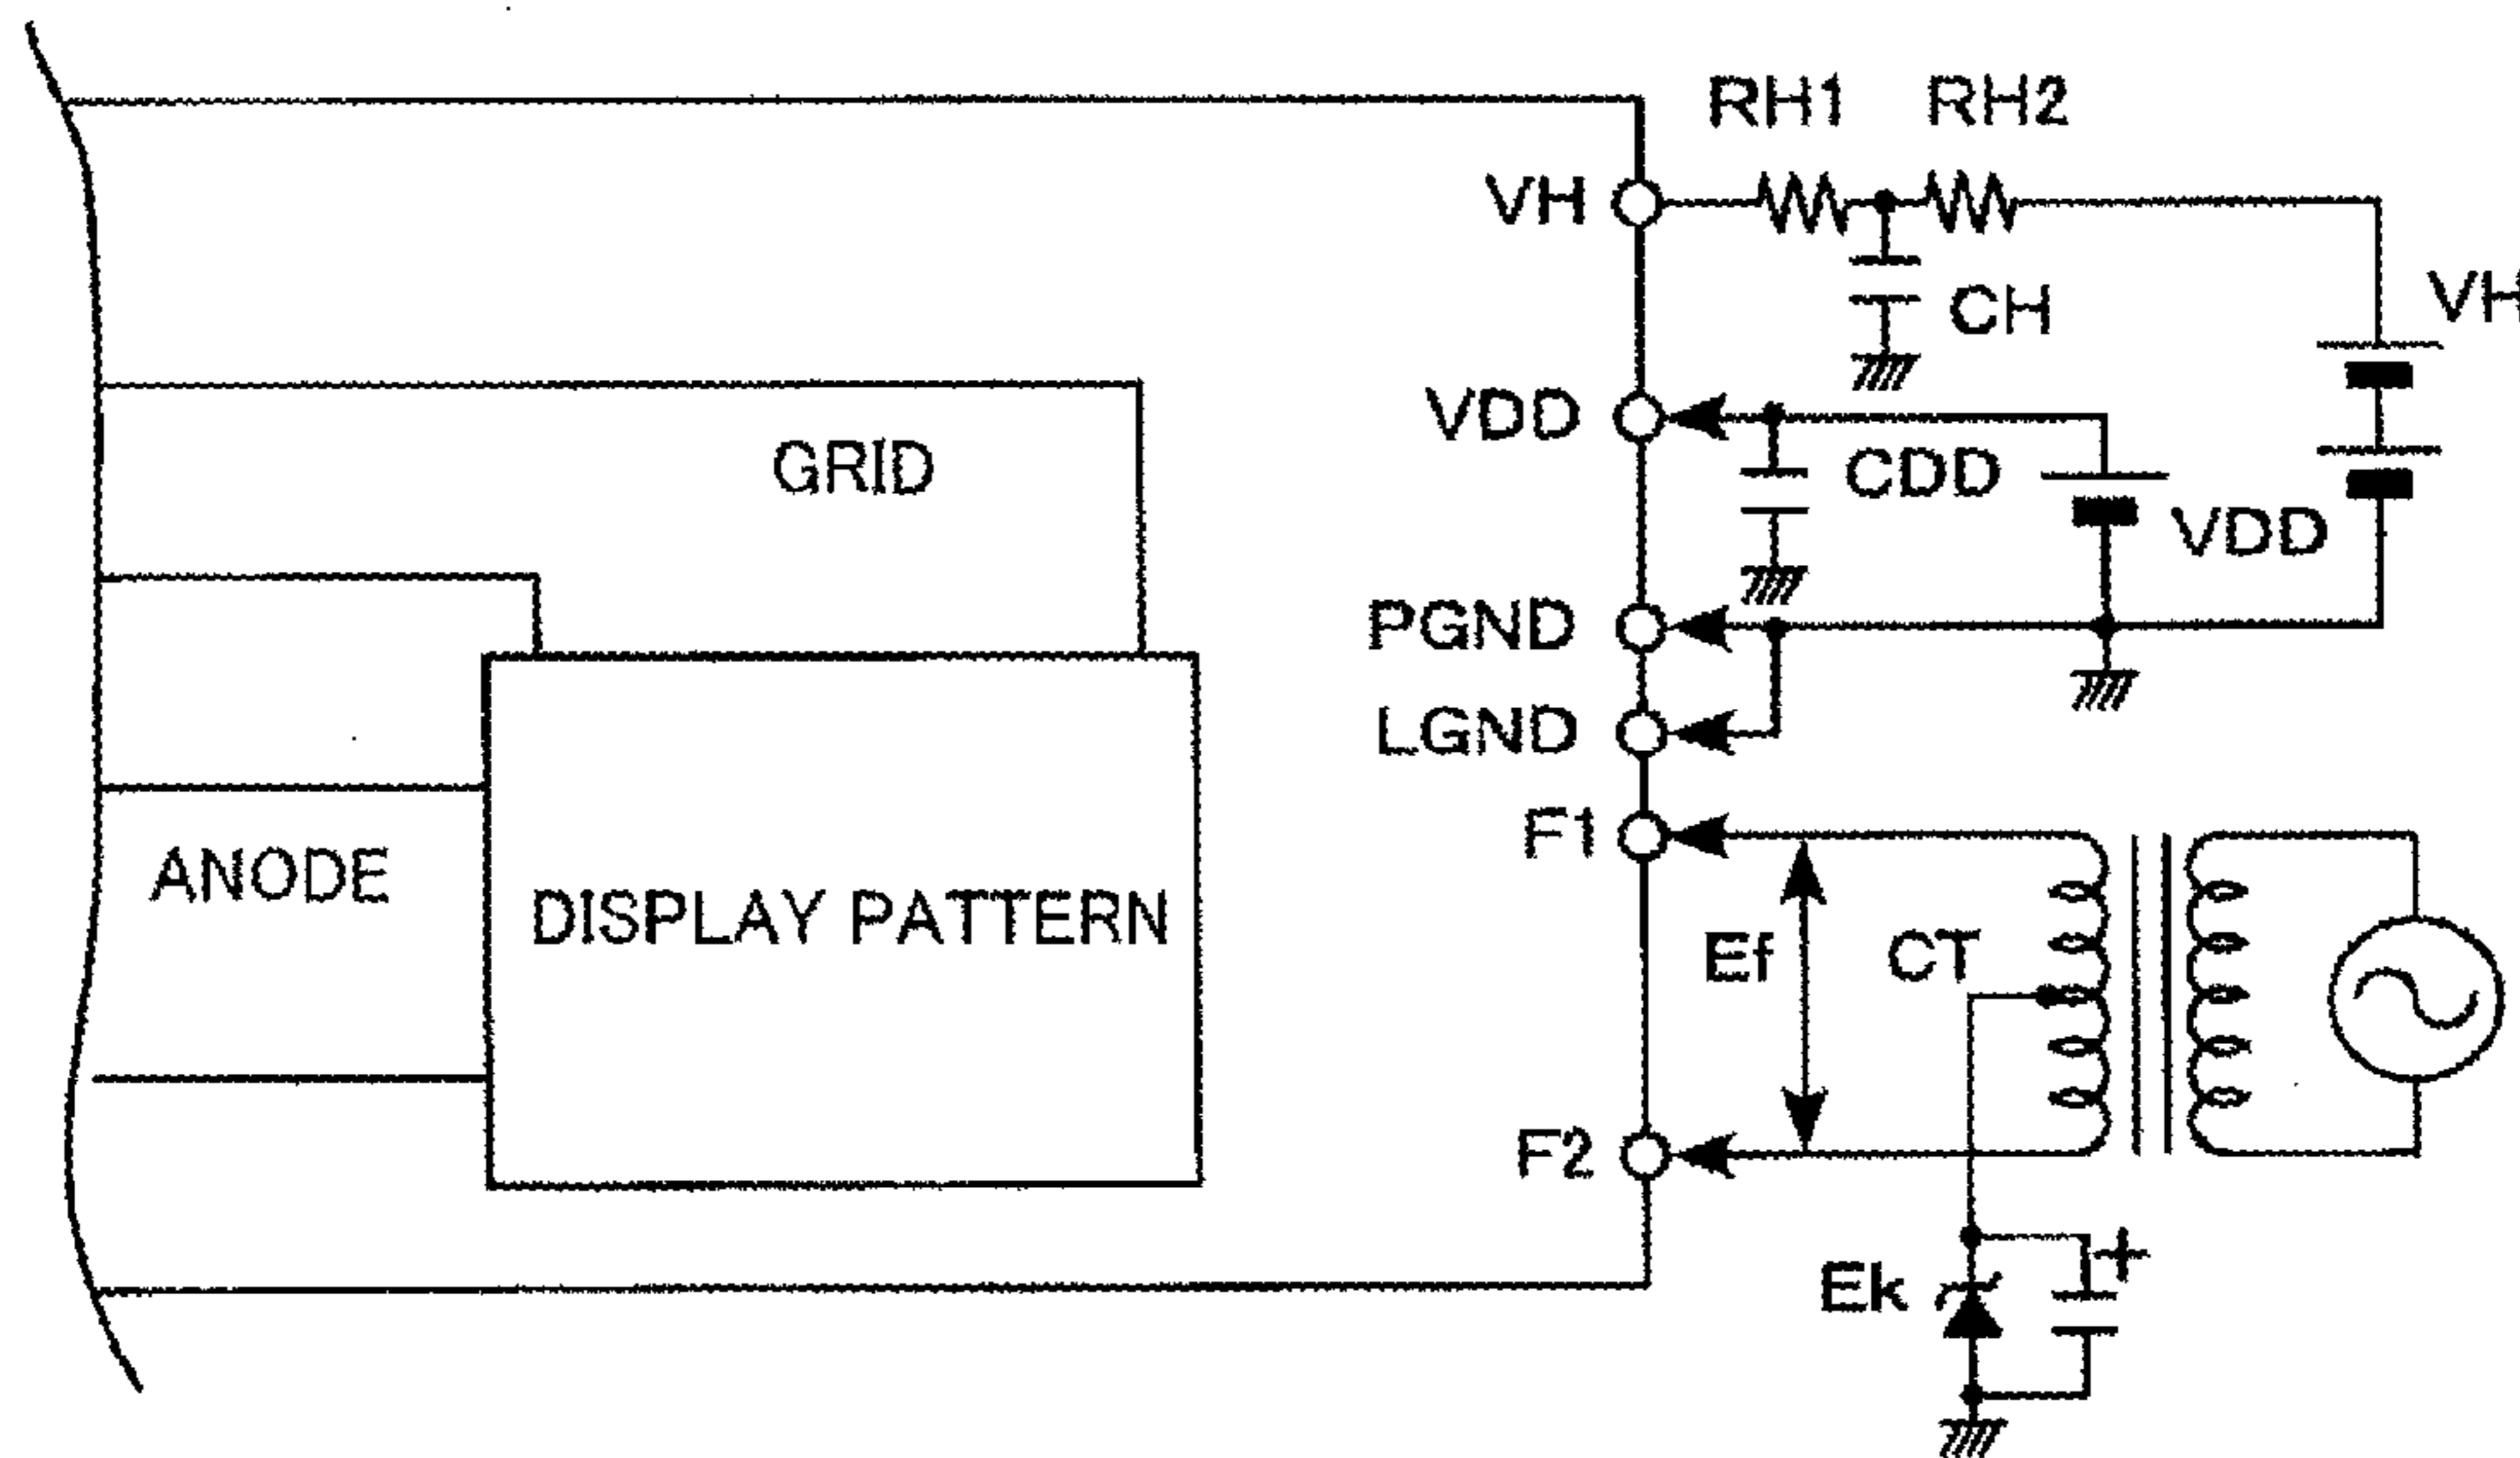 RH1 RH2
VH
CH
VH
VDD
GRID
CDD
VDD
PGND
LGND
F1
ANODE
DISPLAY PATTERN
Ef
CT
F2
+
Ek